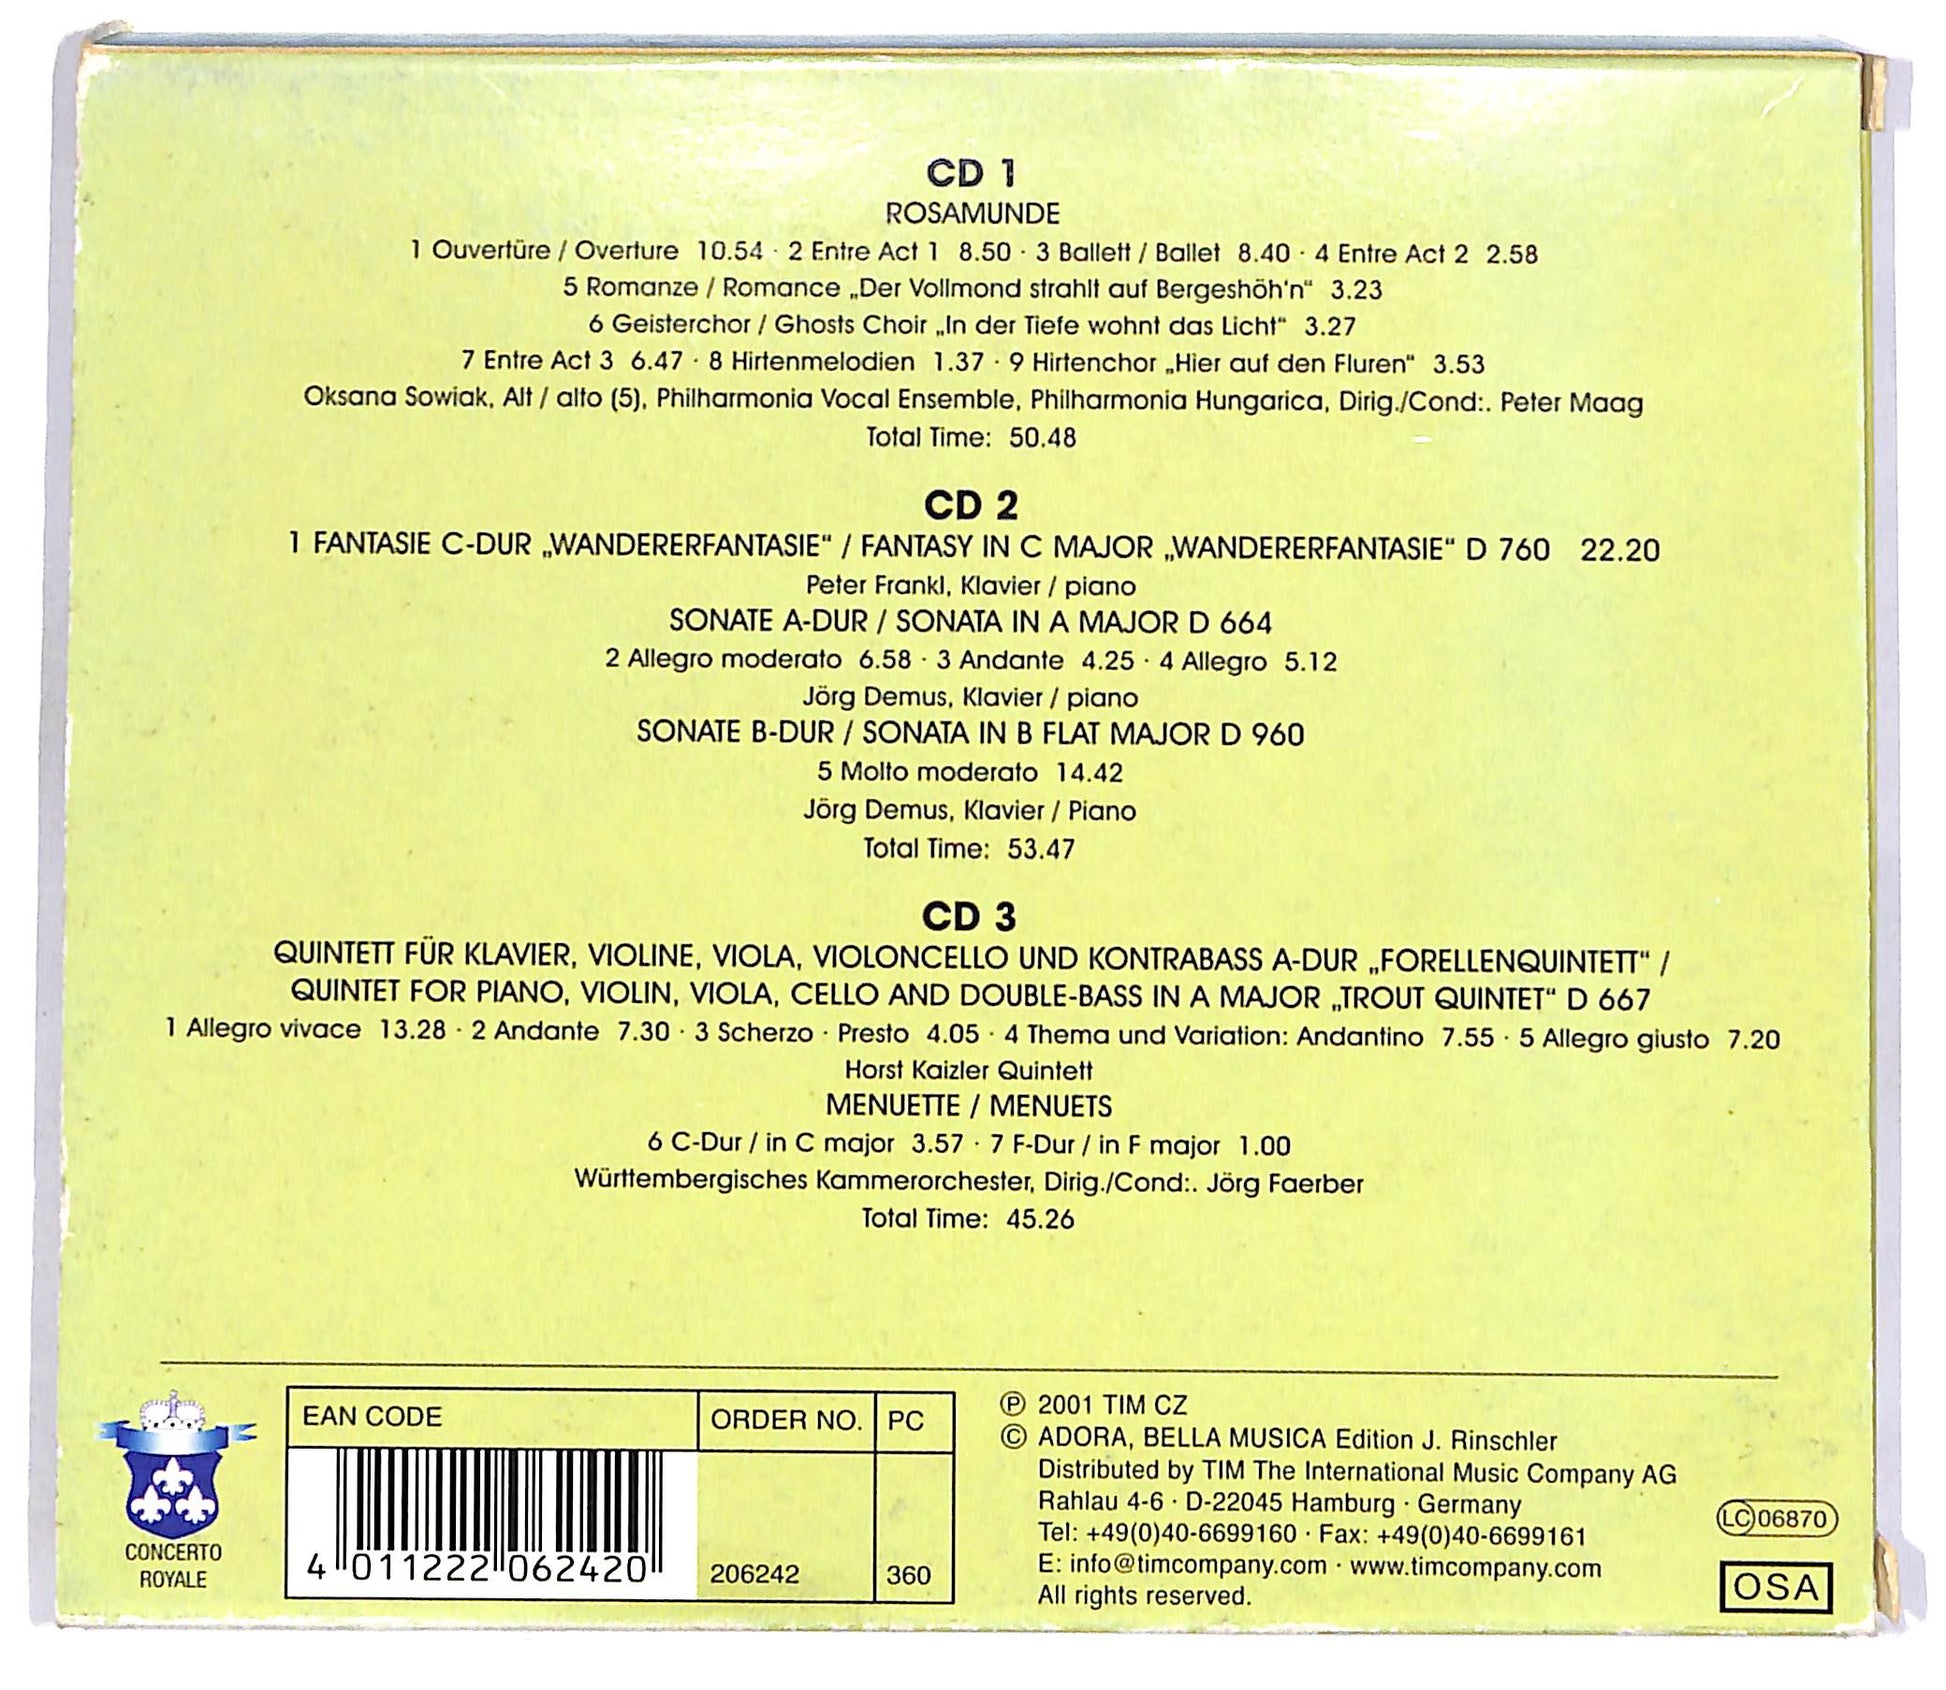 CD 1
ROSAMUNDE
1 Ouvertüre / Overture 10.54 · 2 Entre Act 1 8.50 · 3 Ballett / Ballet 8.40 · 4 Entre Act 2 2.58
5 Romanze / Romance „Der Vollmond strahlt auf Bergeshöh'n“ 3.23
6 Geisterchor / Ghosts Choir „In der Tiefe wohnt das Licht“ 3.27
7 Entre Act 3 6.47 · 8 Hirtenmelodien 1.37 · 9 Hirtenchor „Hier auf den Fluren“ 3.53
Oksana Sowiak, Alt / alto (5), Philharmonia Vocal Ensemble, Philharmonia Hungarica, Dirig./Cond:. Peter Maag
Total Time: 50.48
CD 2
1 FANTASIE C-DUR „WANDERERFANTASIE“ / FANTASY IN C MAJOR „WANDERERFANTASIE“ D 760 22.20
Peter Frankl, Klavier / piano
SONATE A-DUR / SONATA IN A MAJOR D 664
2 Allegro moderato 6.58 · 3 Andante 4.25 · 4 Allegro 5.12
Jörg Demus, Klavier / piano
SONATE B-DUR / SONATA IN B FLAT MAJOR D 960
5 Molto moderato 14.42
Jörg Demus, Klavier / Piano
Total Time: 53.47
CD 3
QUINTETT FÜR KLAVIER, VIOLINE, VIOLA, VIOLONCELLO UND KONTRABASS A-DUR „FORELLENQUINTETT“ /
QUINTET FOR PIANO, VIOLIN, VIOLA, CELLO AND DOUBLE-BASS IN A MAJOR „TROUT QUINTET“ D 667
1 Allegro vivace 13.28 · 2 Andante 7.30 · 3 Scherzo · Presto 4.05 · 4 Thema und Variation: Andantino 7.55 · 5 Allegro giusto 7.20
Horst Kaizler Quintett
MENUETTE / MENUETS
6 C-Dur / in C major 3.57 · 7 F-Dur / in F major 1.00
Württembergisches Kammerorchester, Dirig./Cond:. Jörg Faerber
Total Time: 45.26
CONCERTO
ROYALE
EAN CODE
ORDER NO.
PC
4 011222 062420
206242
360
℗ 2001 TIM CZ
© ADORA, BELLA MUSICA Edition J. Rinschler
Distributed by TIM The International Music Company AG
Rahlau 4-6 · D-22045 Hamburg · Germany
Tel: +49(0)40-6699160 · Fax: +49(0)40-6699161
E: info@timcompany.com · www.timcompany.com
All rights reserved.
LC 06870
OSA